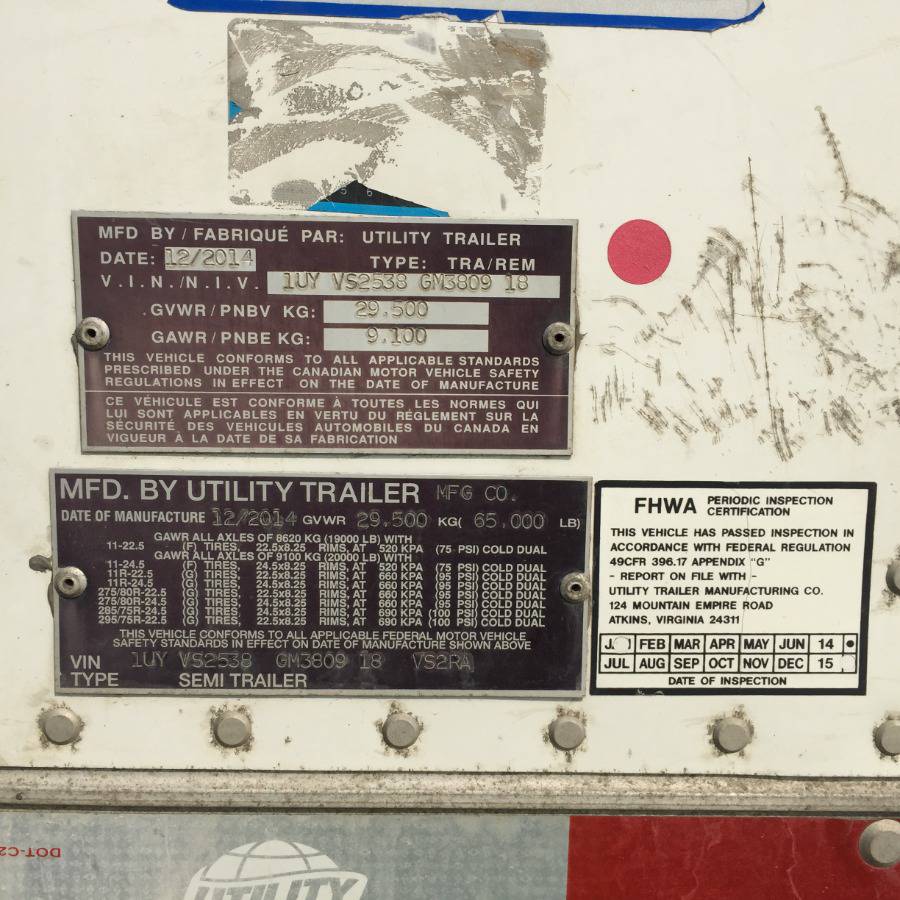 5 6
MFD BY / FABRIQUÉ PAR: UTILITY TRAILER
DATE: 12/2014 TYPE: TRA/REM
V.I.N./N.I.V. 1UY VS2538 GM3809 18
GVWR / PNBV KG: 29.500
GAWR / PNBE KG: 9.100
THIS VEHICLE CONFORMS TO ALL APPLICABLE STANDARDS
PRESCRIBED UNDER THE CANADIAN MOTOR VEHICLE SAFETY
REGULATIONS IN EFFECT ON THE DATE OF MANUFACTURE
CE VÉHICULE EST CONFORME À TOUTES LES NORMES QUI
LUI SONT APPLICABLES EN VERTU DU RÉGLEMENT SUR LA
SÉCURITÉ DES VEHICULES AUTOMOBILES DU CANADA EN
VIGUEUR À LA DATE DE SA FABRICATION
MFD. BY UTILITY TRAILER MFG CO.
DATE OF MANUFACTURE 12/2014 GVWR 29.500 KG( 65.000 LB)
GAWR ALL AXLES OF 8620 KG (19000 LB) WITH
11-22.5 (F) TIRES, 22.5x8.25 RIMS, AT 520 KPA (75 PSI) COLD DUAL
GAWR ALL AXLES OF 9100 KG (20000 LB) WITH
11-24.5 (F) TIRES, 24.5x8.25 RIMS, AT 520 KPA (75 PSI) COLD DUAL
11R-22.5 (G) TIRES, 22.5x8.25 RIMS, AT 660 KPA (95 PSI) COLD DUAL
11R-24.5 (G) TIRES, 24.5x8.25 RIMS, AT 660 KPA (95 PSI) COLD DUAL
275/80R-22.5 (G) TIRES, 22.5x8.25 RIMS, AT 660 KPA (95 PSI) COLD DUAL
275/80R-24.5 (G) TIRES, 24.5x8.25 RIMS, AT 660 KPA (95 PSI) COLD DUAL
285/75R-24.5 (G) TIRES, 24.5x8.25 RIMS, AT 690 KPA (100 PSI) COLD DUAL
295/75R-22.5 (G) TIRES, 22.5x8.25 RIMS, AT 690 KPA (100 PSI) COLD DUAL
THIS VEHICLE CONFORMS TO ALL APPLICABLE FEDERAL MOTOR VEHICLE
SAFETY STANDARDS IN EFFECT ON DATE OF MANUFACTURE SHOWN ABOVE
VIN 1UY VS2538 GM3809 18 VS2RA
TYPE SEMI TRAILER
FHWA PERIODIC INSPECTION
CERTIFICATION
THIS VEHICLE HAS PASSED INSPECTION IN
ACCORDANCE WITH FEDERAL REGULATION
49CFR 396.17 APPENDIX "G"
- REPORT ON FILE WITH -
UTILITY TRAILER MANUFACTURING CO.
124 MOUNTAIN EMPIRE ROAD
ATKINS, VIRGINIA 24311
FEB MAR APR MAY JUN 14
JUL AUG SEP OCT NOV DEC 15
DATE OF INSPECTION
DOT-C2
UTILITY